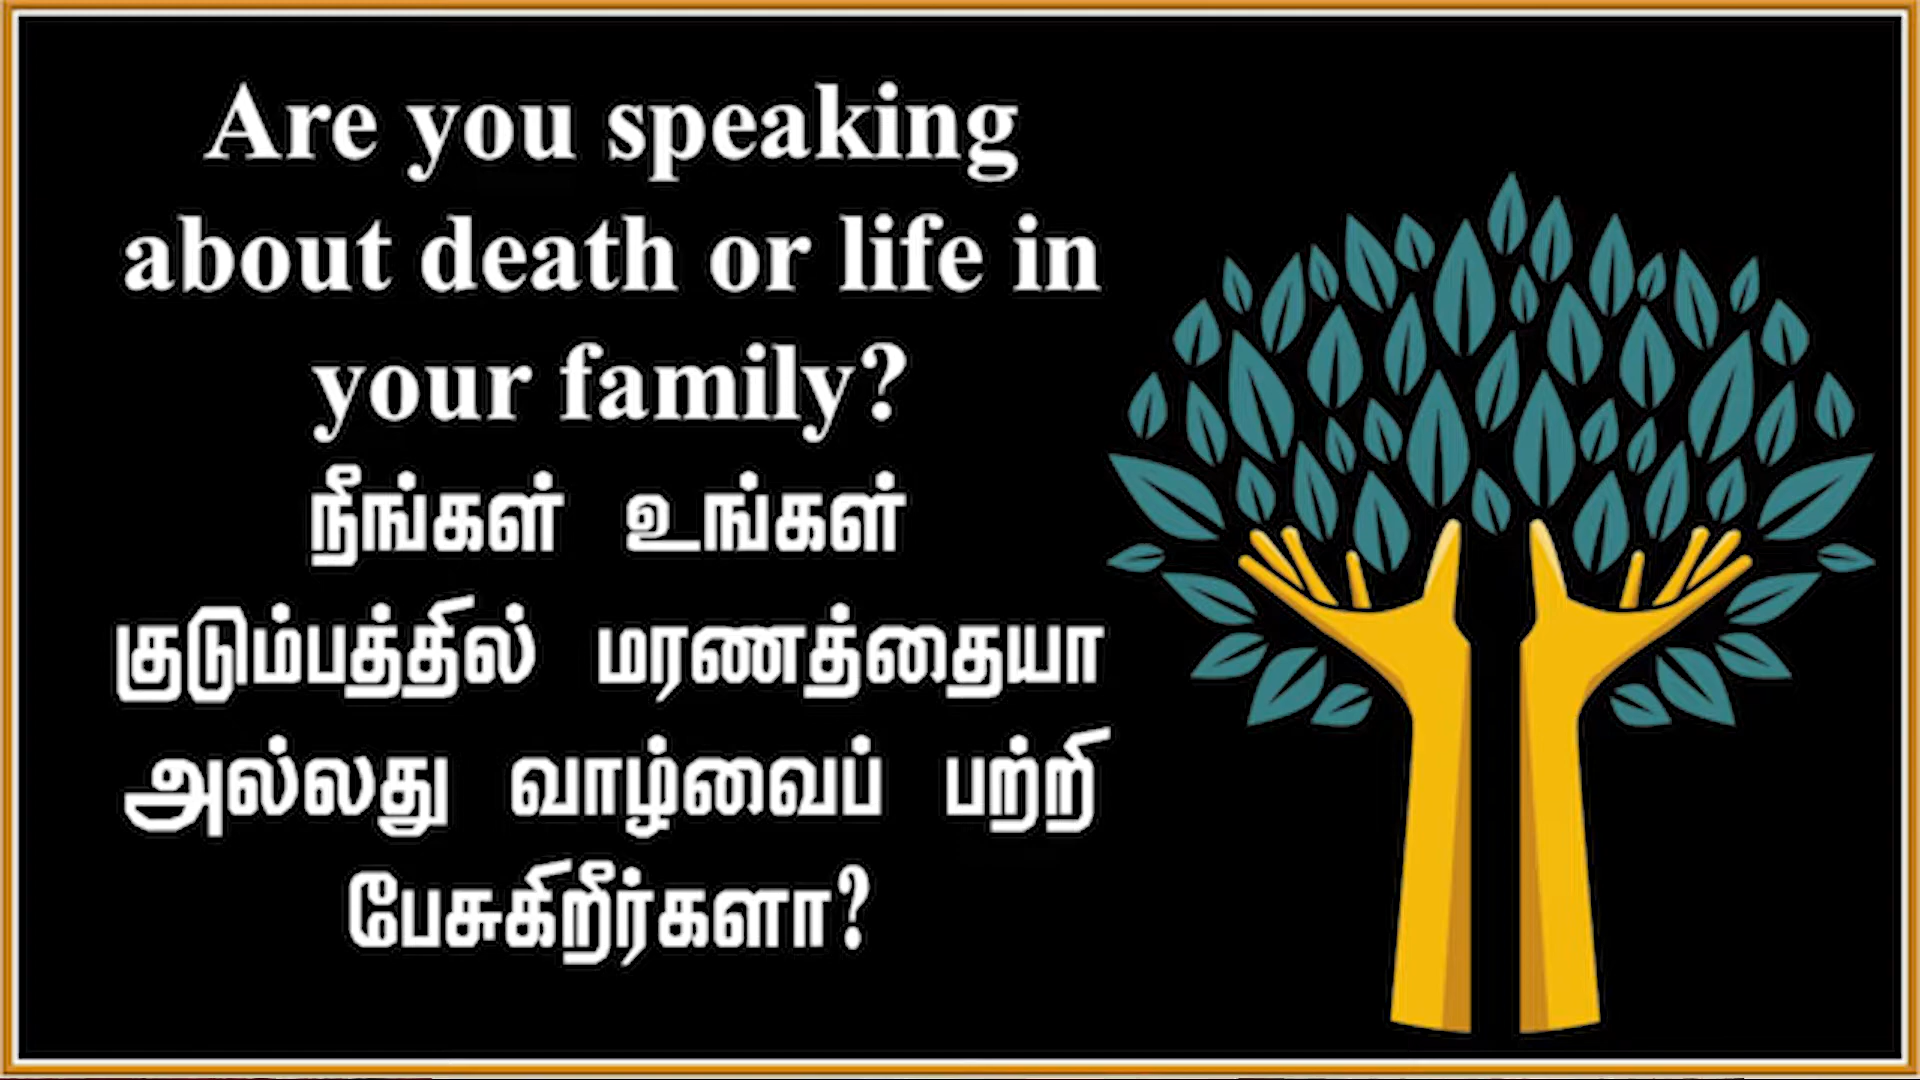 Are you speaking
about death or life in
your family?
நீங்கள் உங்கள்
குடும்பத்தில் மரணத்தையா
அல்லது வாழ்வைப் பற்றி
பேசுகிறீர்களா?